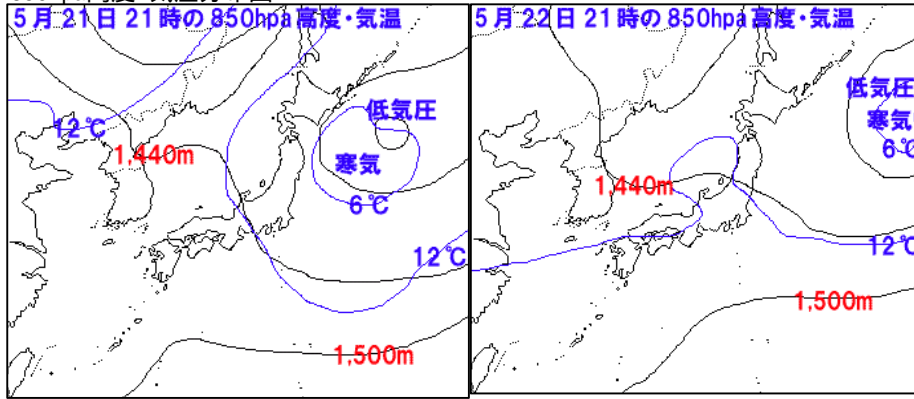 5月21日21時の850hpa高度・気温
低気圧
12℃
1,440m
寒気
6℃
12℃
1,500m
5月22日21時の850hpa高度・気温
低気圧
寒気
6℃
1,440m
12℃
1,500m